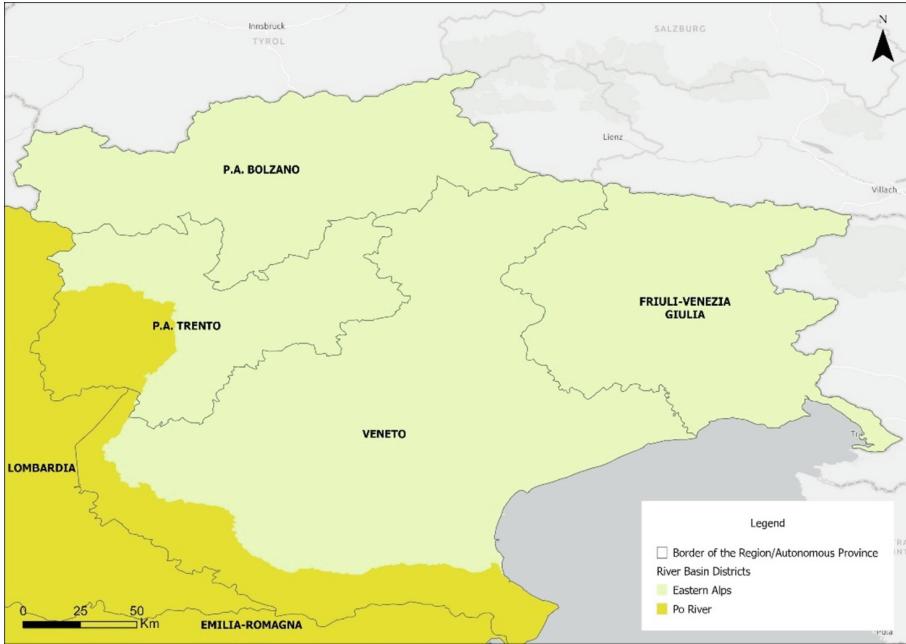 Innsbruck
TYROL
SALZBURG
N
Lienz
Villach
P.A. BOLZANO
FRIULI-VENEZIA
GIULIA
P.A. TRENTO
VENETO
LOMBARDIA
EMILIA-ROMAGNA
0 25 50
Km
Legend
Border of the Region/Autonomous Province
River Basin Districts
Eastern Alps
Po River